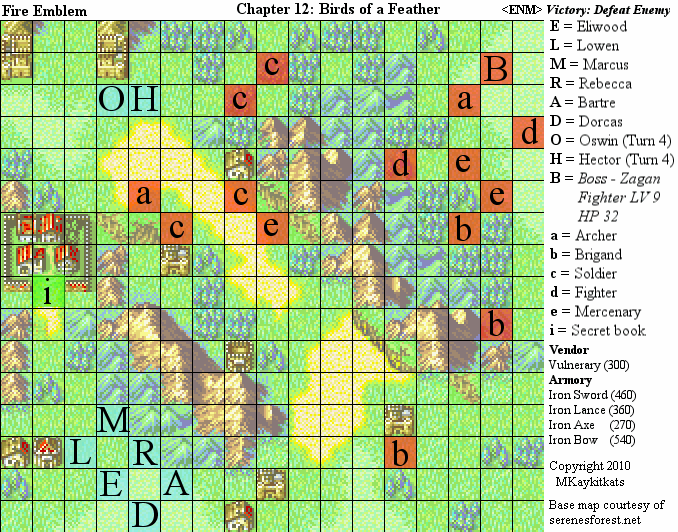 Fire Emblem Chapter 12: Birds of a Feather <ENM> Victory: Defeat Enemy
E = Eliwood
L = Lowen
c B M = Marcus
O H c a R = Rebecca
A = Bartre
d D = Dorcas
O = Oswin (Turn 4)
d e H = Hector (Turn 4)
B = Boss - Zagan
a c e Fighter LV 9
HP 32
c e b a = Archer
b = Brigand
c = Soldier
i d = Fighter
e = Mercenary
b i = Secret book
Vendor
Vulnerary (300)
Armory
Iron Sword (460)
Iron Lance (360)
M Iron Axe (270)
Iron Bow (540)
L R b
Copyright 2010
E A MKaykitkats
D Base map courtesy of
serenesforest.net